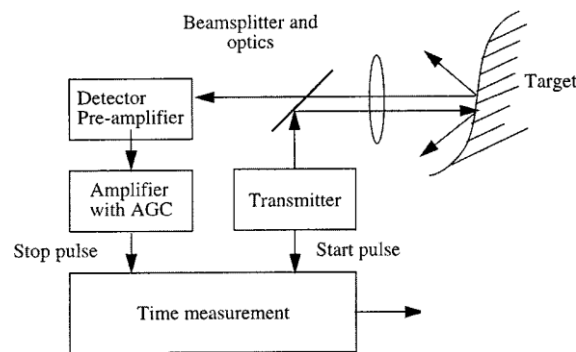 Beamsplitter and
optics
Target
Detector
Pre-amplifier
Amplifier
with AGC
Transmitter
Stop pulse
Start pulse
Time measurement